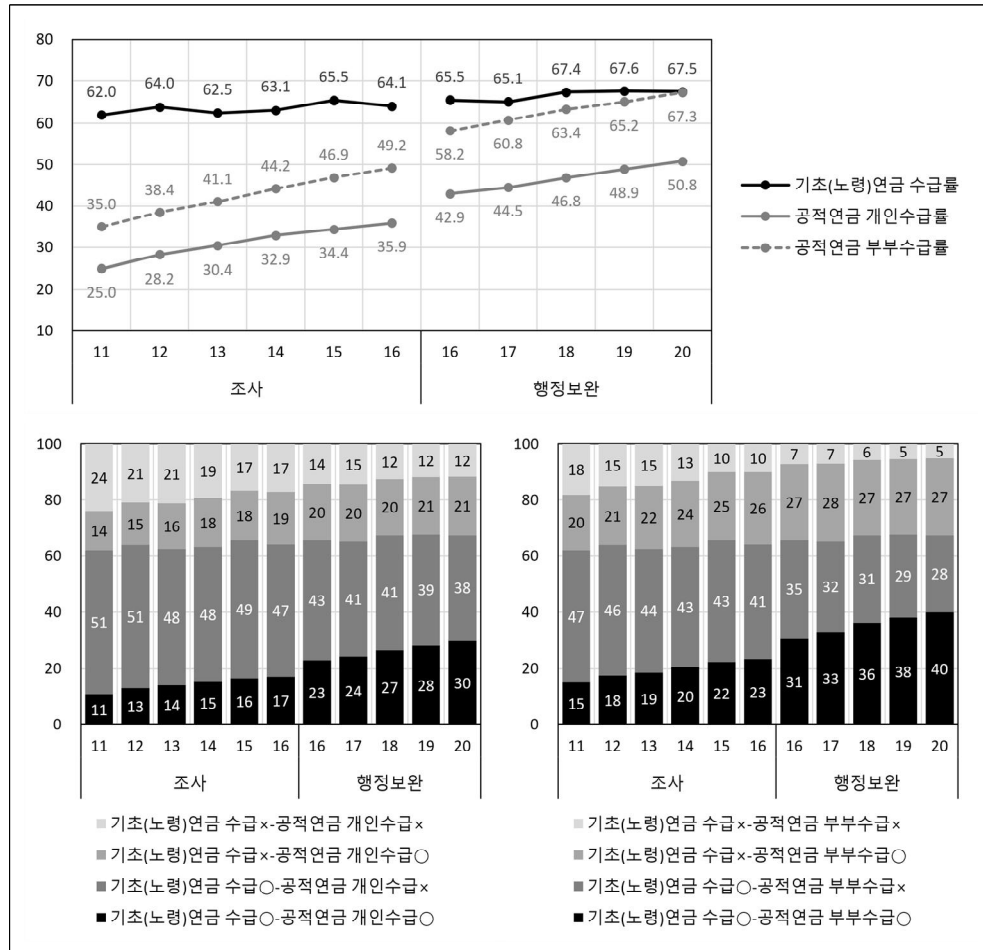 80
70
60
50
40
30
20
10
62.0 64.0 62.5 63.1 65.5 64.1 65.5 65.1 67.4 67.6 67.5
35.0 38.4 41.1 44.2 46.9 49.2 58.2 60.8 63.4 65.2 67.3
25.0 28.2 30.4 32.9 34.4 35.9 42.9 44.5 46.8 48.9 50.8
11 12 13 14 15 16 16 17 18 19 20
조사 행정보완
기초(노령)연금 수급률
공적연금 개인수급률
공적연금 부부수급률
100
80
60
40
20
0
24 21 21 19 17 17 14 15 12 12 12
14 15 16 18 18 19 20 20 20 21 21
51 51 48 48 49 47 43 41 41 39 38
11 13 14 15 16 17 23 24 27 28 30
11 12 13 14 15 16 16 17 18 19 20
조사 행정보완
기초(노령)연금 수급×-공적연금 개인수급×
기초(노령)연금 수급×-공적연금 개인수급○
기초(노령)연금 수급○-공적연금 개인수급×
기초(노령)연금 수급○-공적연금 개인수급○
100
80
60
40
20
0
18 15 15 13 10 10 7 7 6 5 5
20 21 22 24 25 26 27 28 27 27 27
47 46 44 43 43 41 35 32 31 29 28
15 18 19 20 22 23 31 33 36 38 40
11 12 13 14 15 16 16 17 18 19 20
조사 행정보완
기초(노령)연금 수급×-공적연금 부부수급×
기초(노령)연금 수급×-공적연금 부부수급○
기초(노령)연금 수급○-공적연금 부부수급×
기초(노령)연금 수급○-공적연금 부부수급○